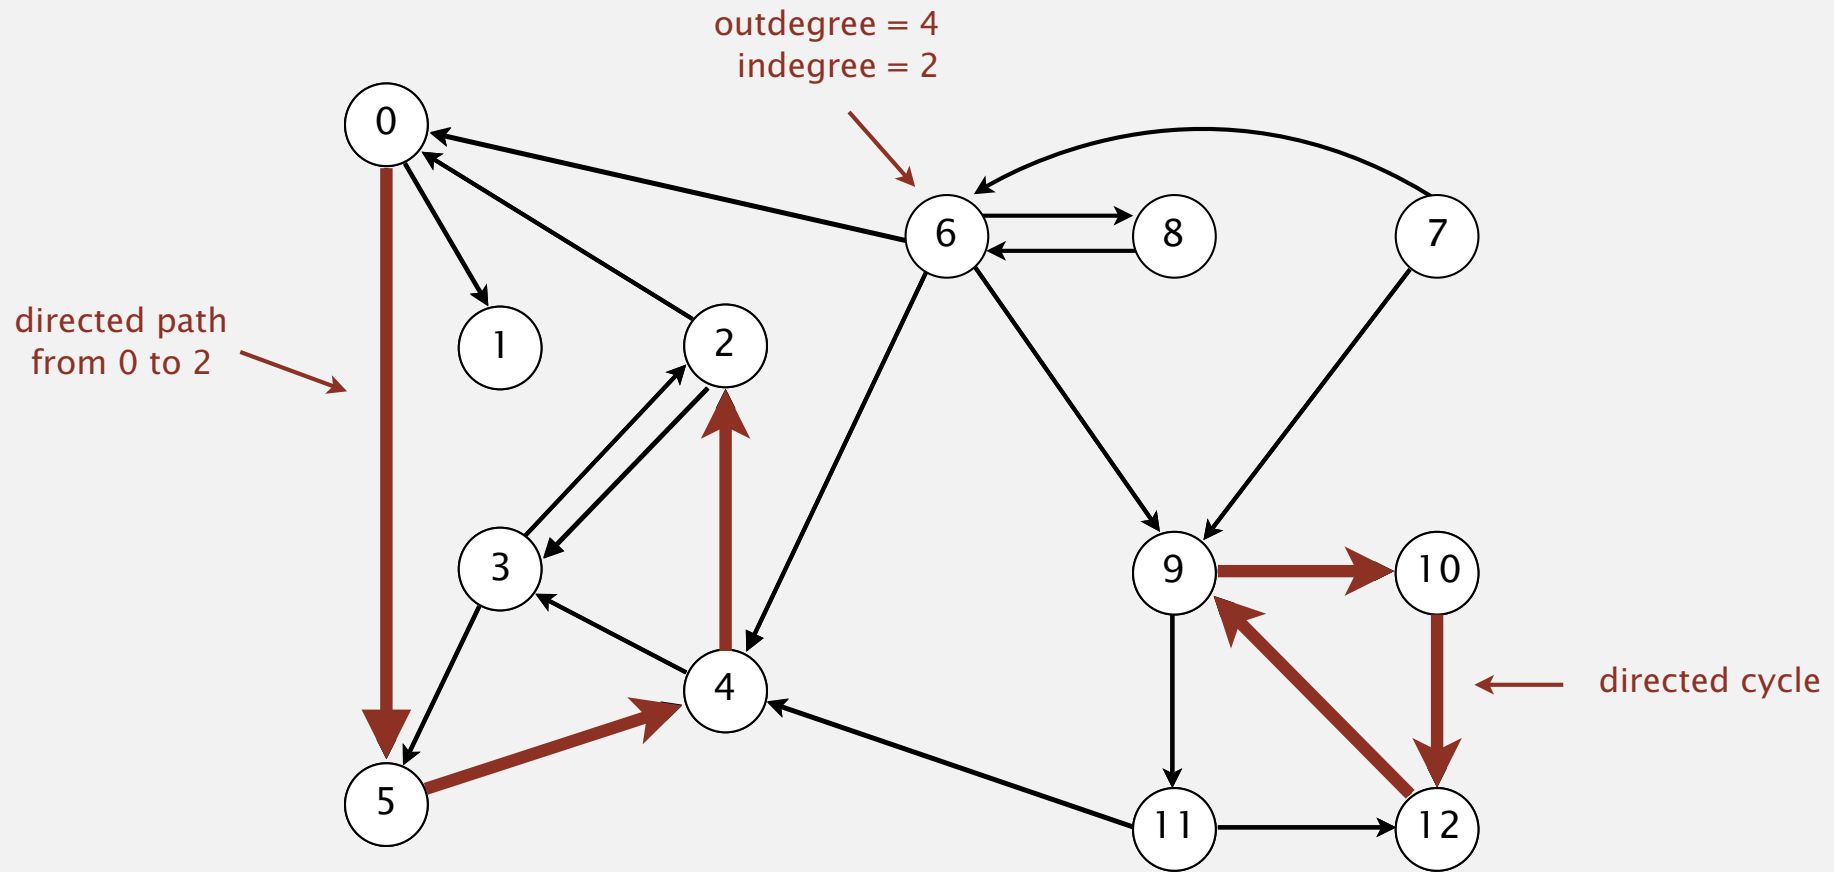 outdegree = 4
indegree = 2
0
6
8
7
directed path
from 0 to 2
1
2
3
9
10
4
directed cycle
5
11
12